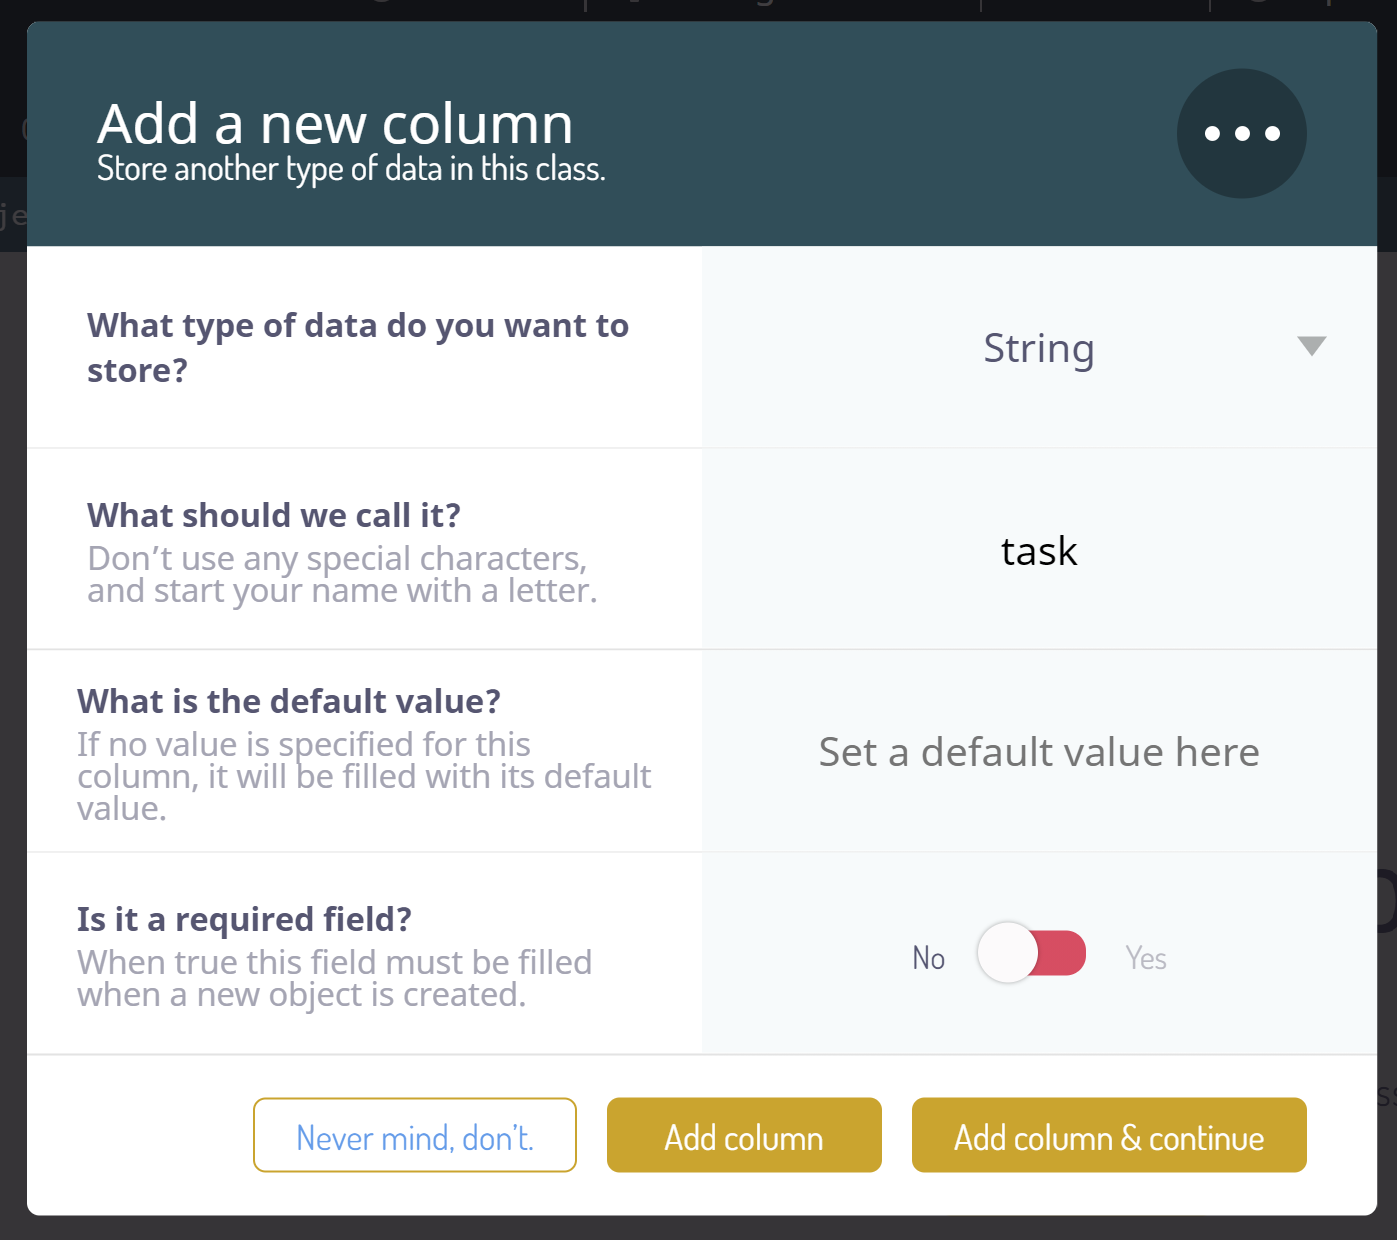 Add a new column
Store another type of data in this class.
What type of data do you want to
store?
String
What should we call it?
Don't use any special characters,
and start your name with a letter.
task
What is the default value?
If no value is specified for this
column, it will be filled with its default
value.
Set a default value here
Is it a required field?
When true this field must be filled
when a new object is created.
No
Yes
Never mind, don't.
Add column
Add column & continue